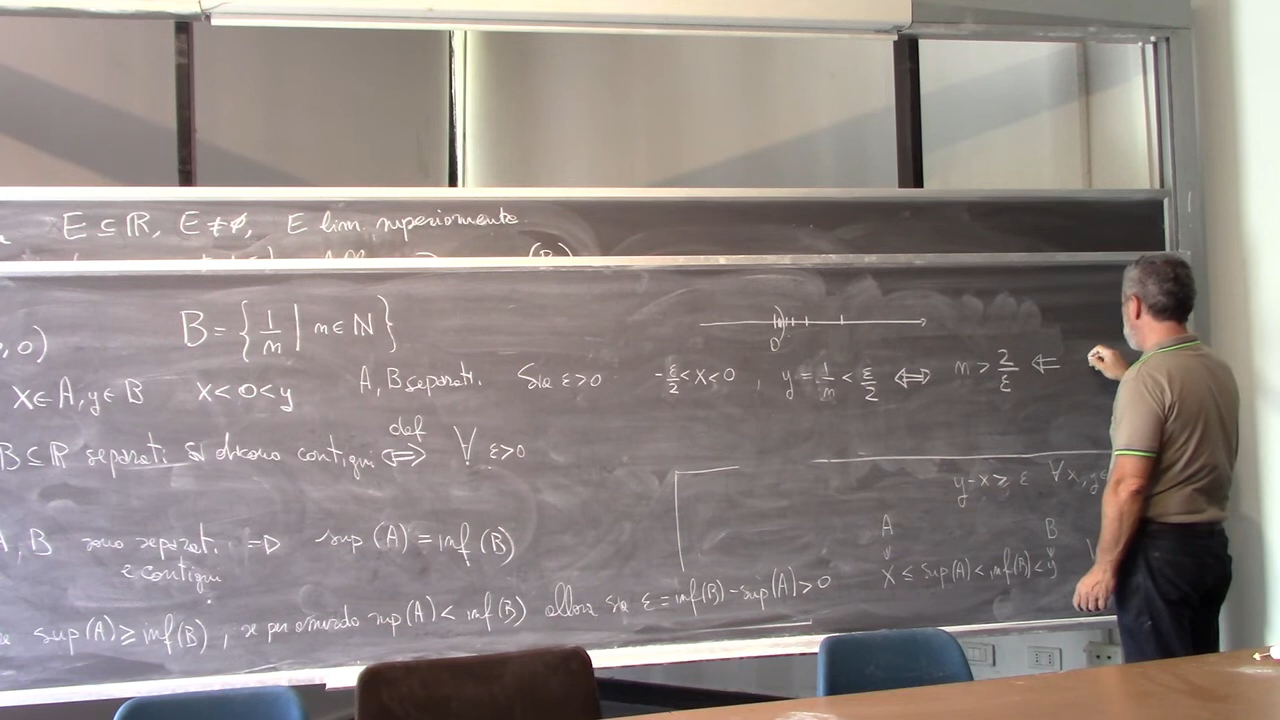 E ⊆ ℝ, E ≠ ∅, E lim. superiormente
, 0) B = { 1/m | m ∈ ℕ }
0
x ∈ A, y ∈ B x < 0 < y A, B separati. Sia ε > 0 -ε/2 < x < 0 , y = 1/m < ε/2 ⇔ m > 2/ε ⇐
B ⊆ ℝ separati si dicono contigui ⇔ def ∀ ε > 0
y - x ≥ ε ∀ x, y ∈
A, B sono separati e contigui ⇒ sup(A) = inf(B)
A B
x ≤ sup(A) < inf(B) < y
sup(A) ≥ inf(B), se per assurdo sup(A) < inf(B) allora sia ε = inf(B) - sup(A) > 0